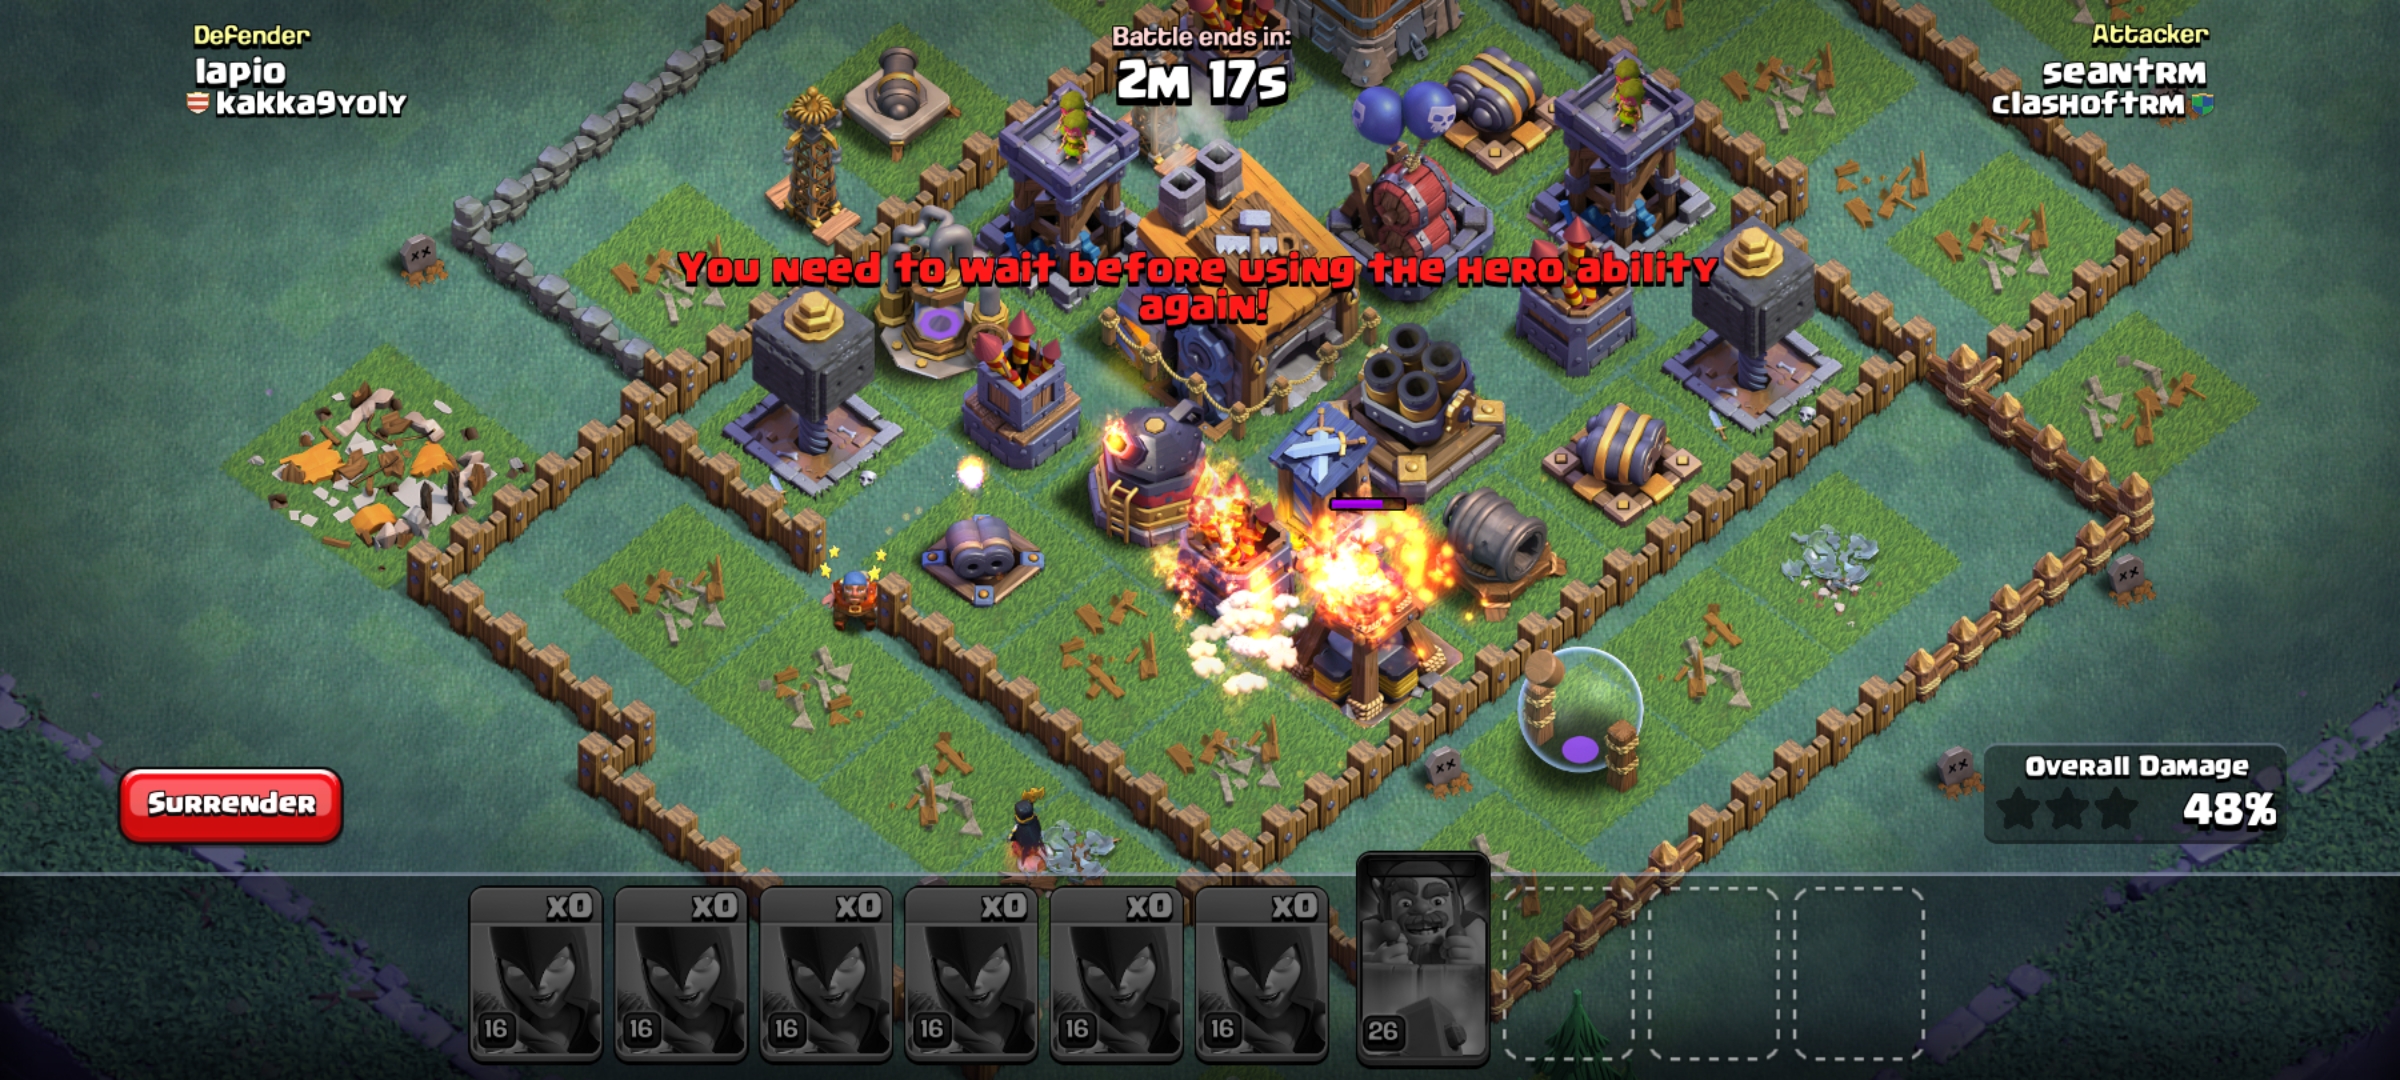 Defender
lapio
kakka9yoly
Battle ends in:
2M 17s
Attacker
seantRM
clashoftRM
You need to wait before using the Hero ability
again!
Surrender
Overall Damage
48%
x0
x0
x0
x0
x0
x0
16
16
16
16
16
16
26